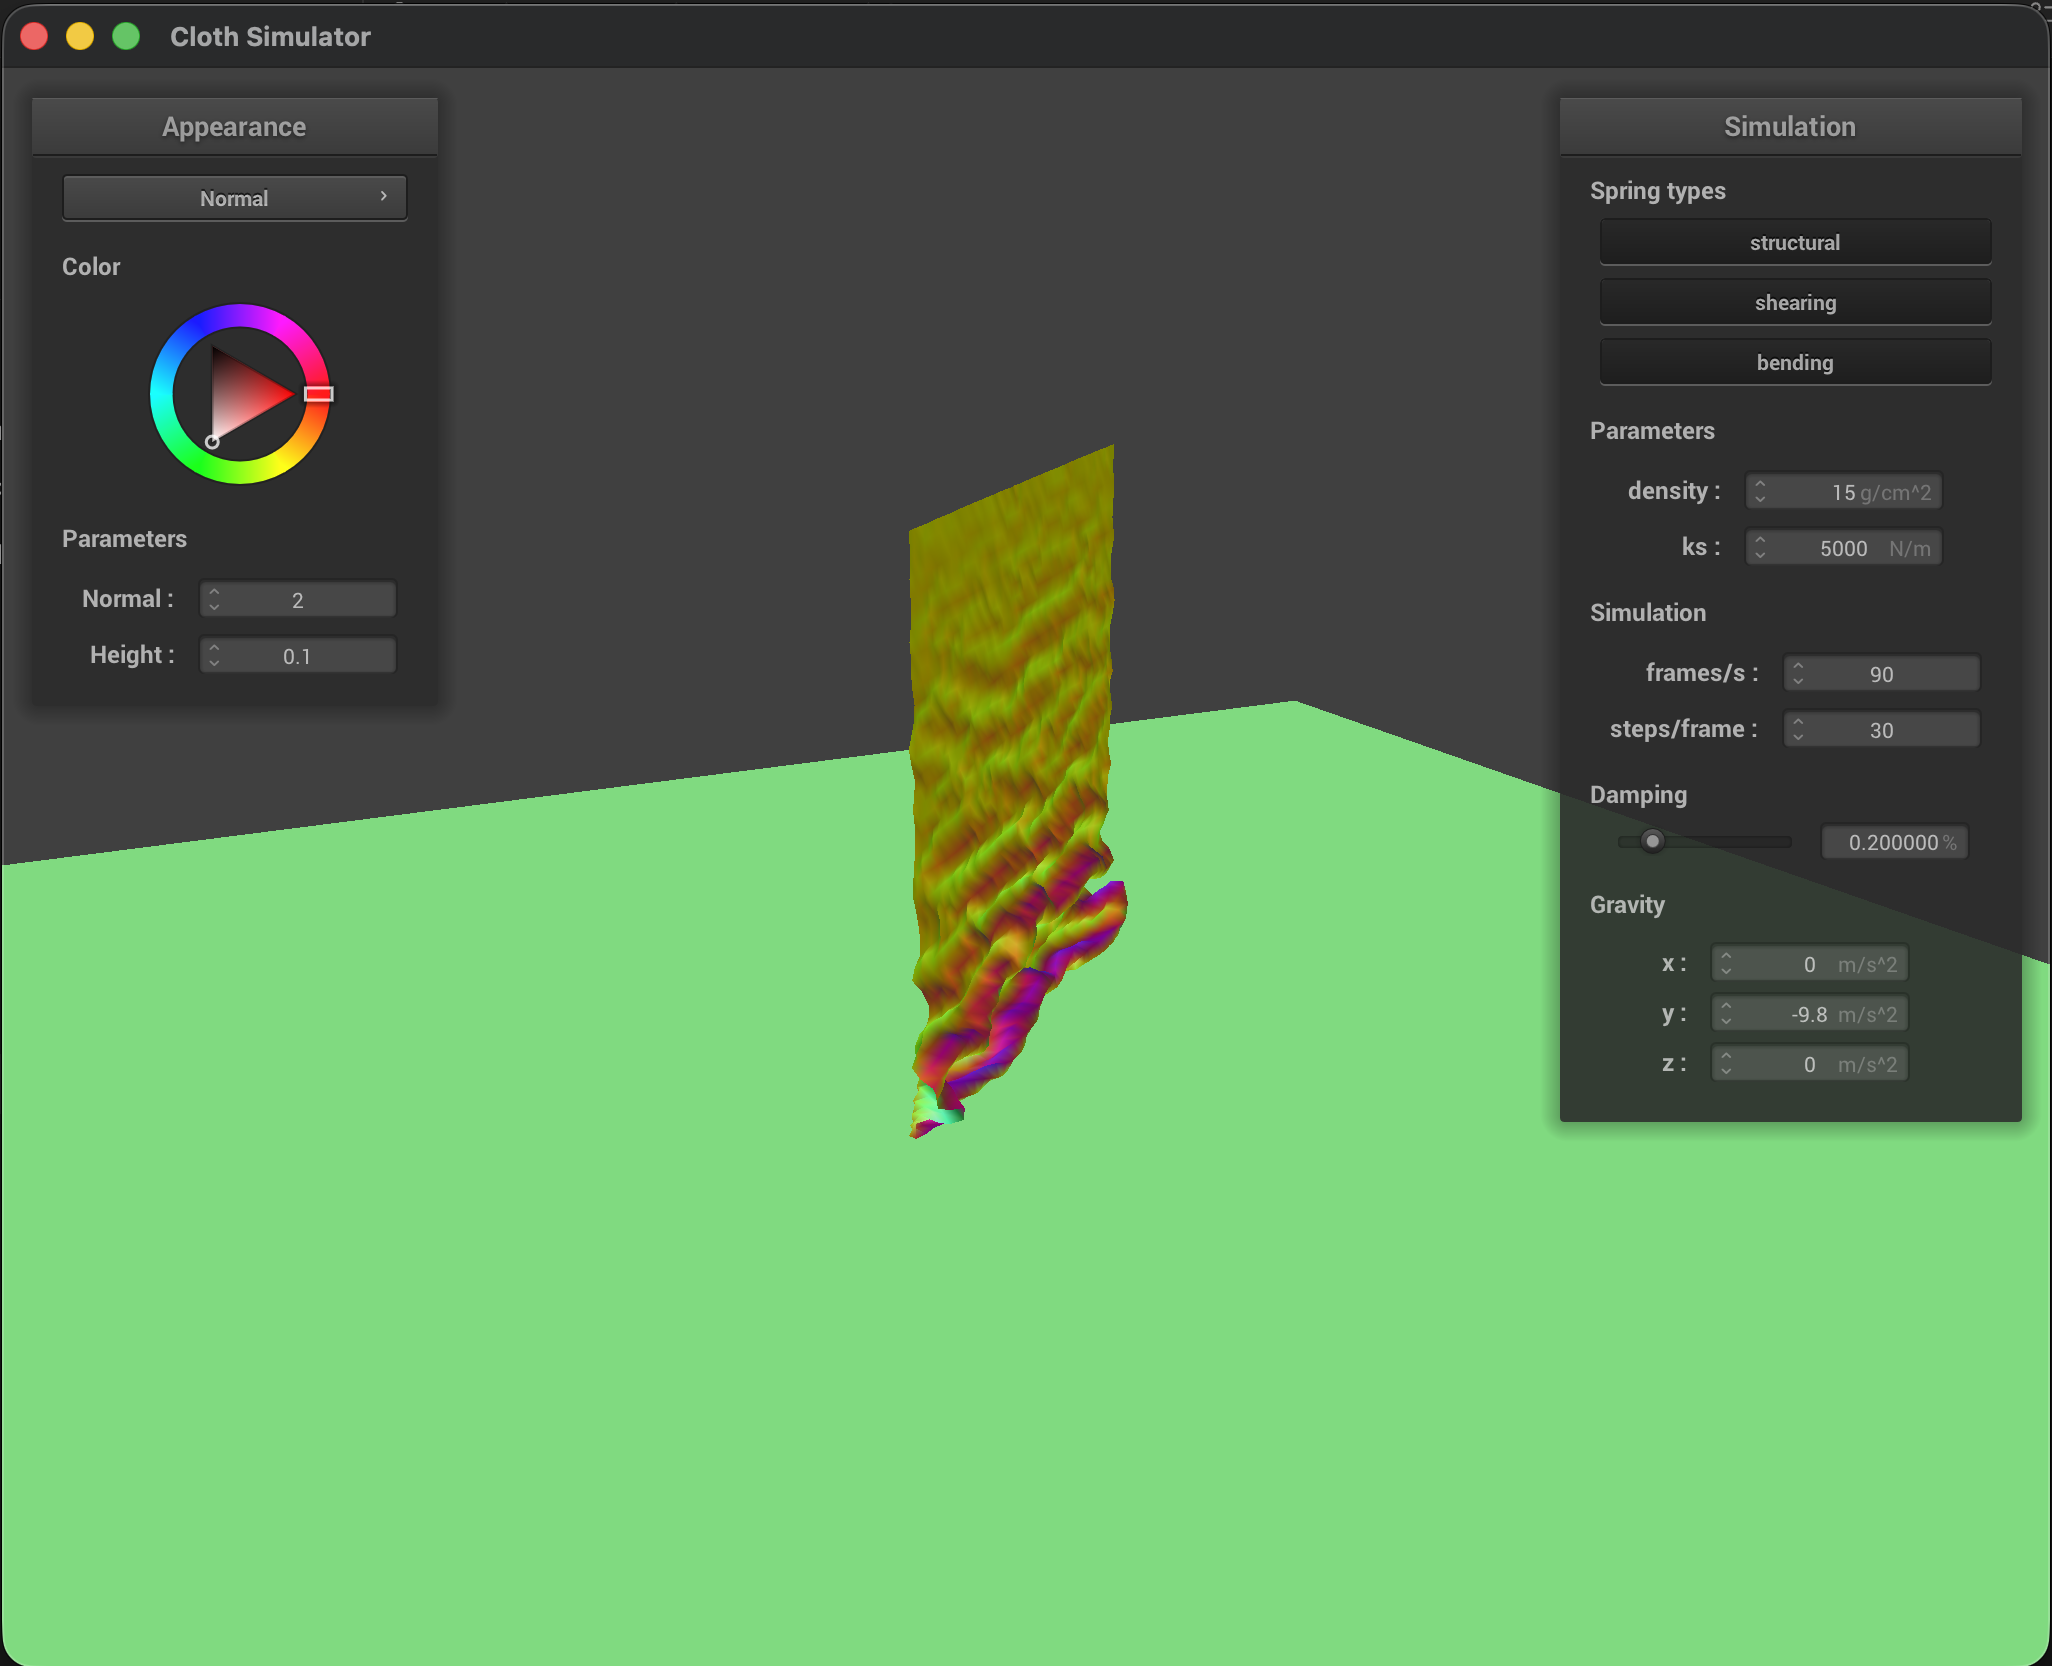 Cloth Simulator
Appearance
Normal
Color
Parameters
Normal : 2
Height : 0.1
Simulation
Spring types
structural
shearing
bending
Parameters
density : 15 g/cm^2
ks : 5000 N/m
Simulation
frames/s : 90
steps/frame : 30
Damping
0.200000 %
Gravity
x : 0 m/s^2
y : -9.8 m/s^2
z : 0 m/s^2